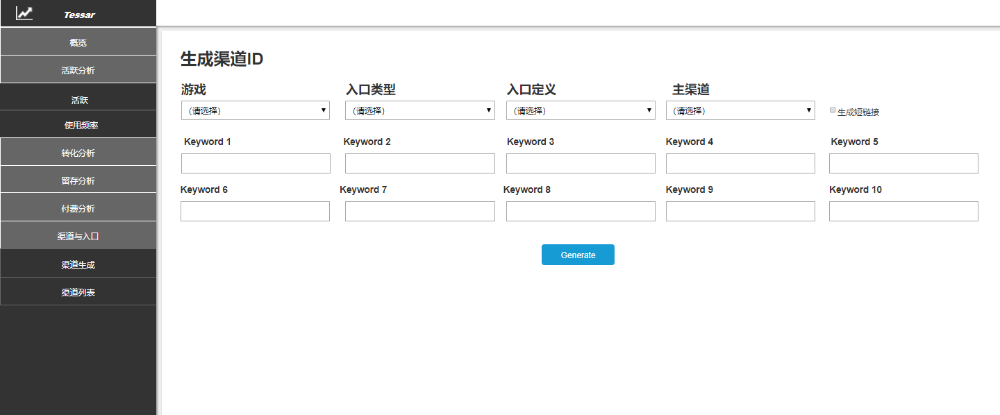 Tessar
概览
活跃分析
活跃
使用频率
转化分析
留存分析
付费分析
渠道与入口
渠道生成
渠道列表
生成渠道ID
游戏 入口类型 入口定义 主渠道
(请选择) (请选择) (请选择) (请选择) 生成短链接
Keyword 1 Keyword 2 Keyword 3 Keyword 4 Keyword 5
Keyword 6 Keyword 7 Keyword 8 Keyword 9 Keyword 10
Generate